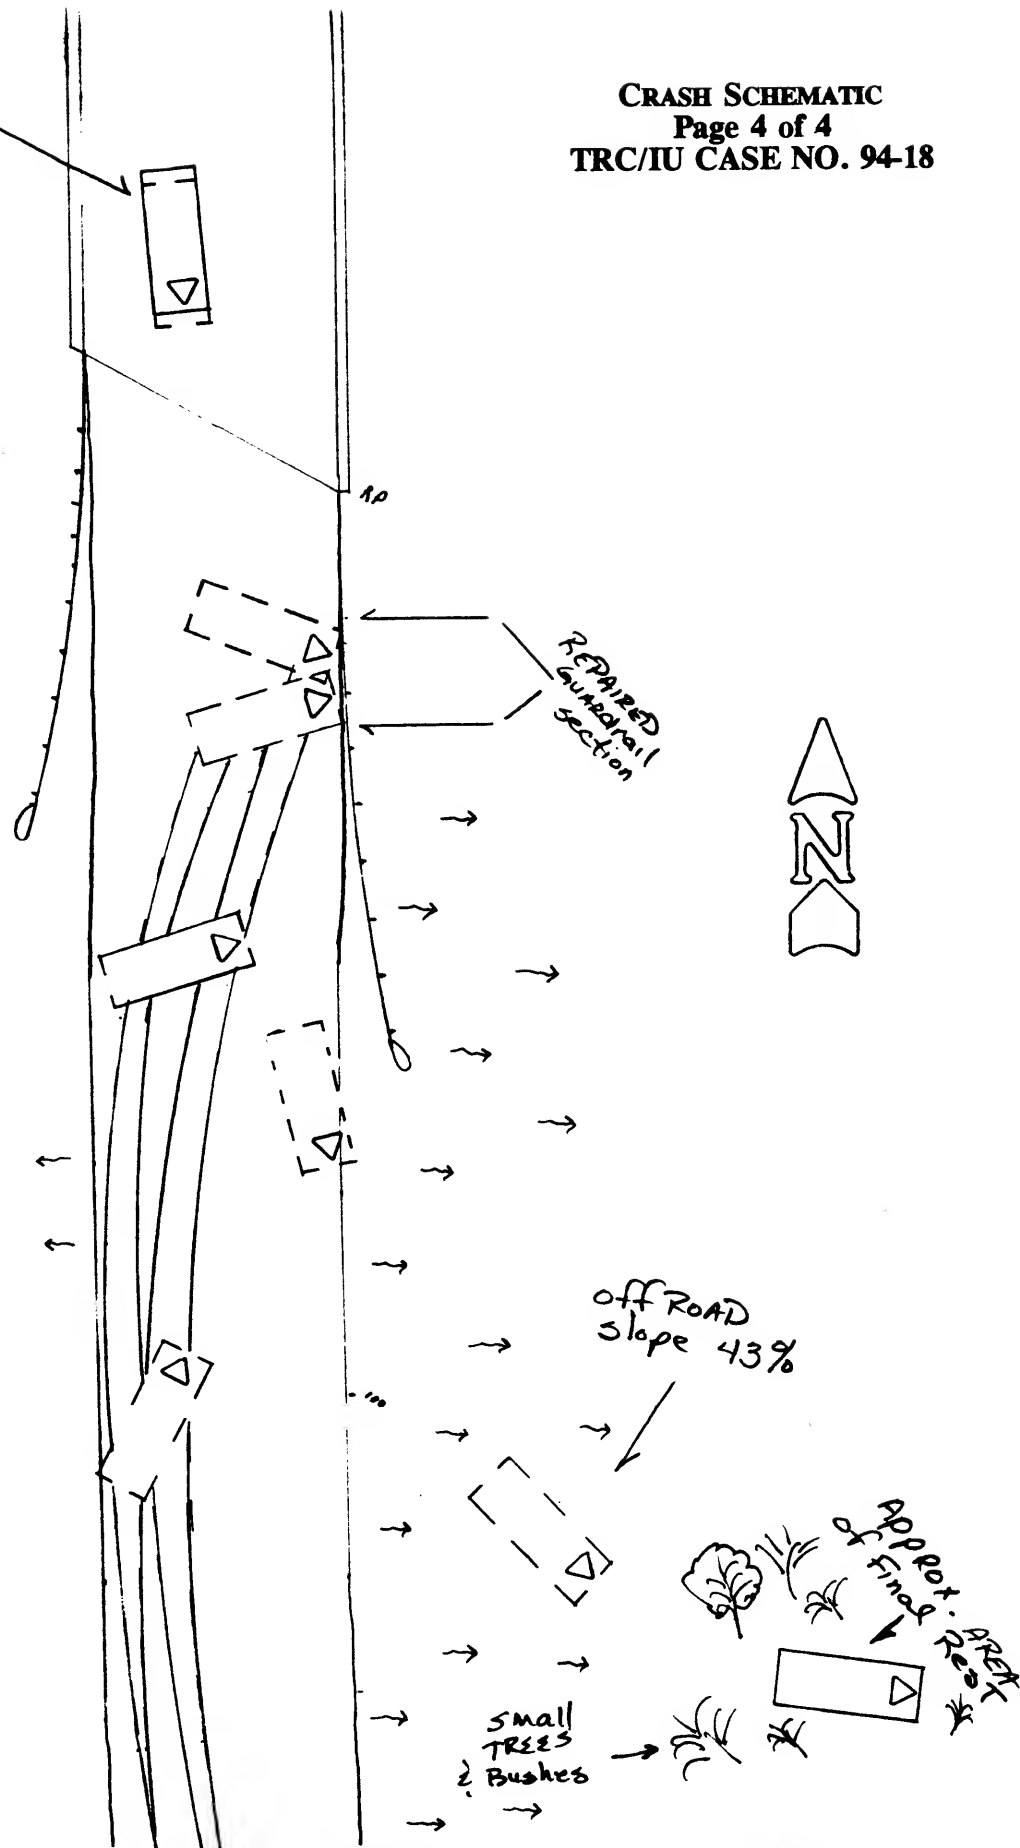 CRASH SCHEMATIC
Page 4 of 4
TRC/IU CASE NO. 94-18
RP
REPAIRED
GUARDrail
section
N
off ROAD
slope 43%
100
APPROX. AREA
of Final Rest
small
TREES
& Bushes